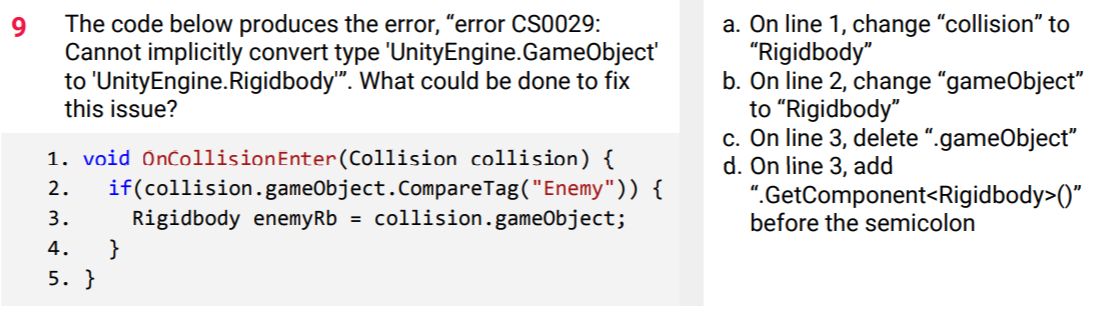 9 The code below produces the error, “error CS0029:
Cannot implicitly convert type 'UnityEngine.GameObject'
to 'UnityEngine.Rigidbody'”. What could be done to fix
this issue?
1. void OnCollisionEnter(Collision collision) {
2. if(collision.gameObject.CompareTag("Enemy")) {
3. Rigidbody enemyRb = collision.gameObject;
4. }
5. }
a. On line 1, change “collision” to
“Rigidbody”
b. On line 2, change “gameObject”
to “Rigidbody”
c. On line 3, delete “.gameObject”
d. On line 3, add
“.GetComponent<Rigidbody>()”
before the semicolon